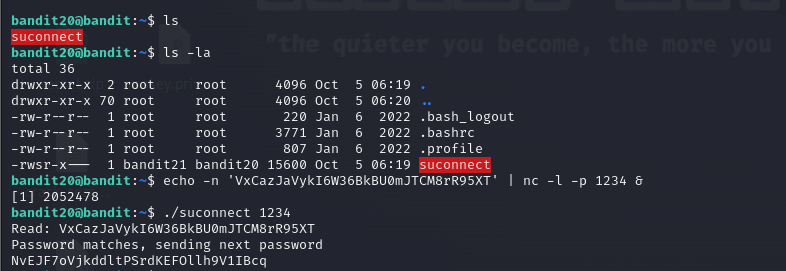 bandit20@bandit:~$ ls
suconnect
bandit20@bandit:~$ ls -la
"the quieter you become, the more you
total 36
drwxr-xr-x 2 root root 4096 Oct 5 06:19 .
drwxr-xr-x 70 root root 4096 Oct 5 06:20 ..
-rw-r--r-- 1 root root 220 Jan 6 2022 .bash_logout
-rw-r--r-- 1 root root 3771 Jan 6 2022 .bashrc
-rw-r--r-- 1 root root 807 Jan 6 2022 .profile
-rwsr-x--- 1 bandit21 bandit20 15600 Oct 5 06:19 suconnect
bandit20@bandit:~$ echo -n 'VxCazJaVykI6W36BkBU0mJTCM8rR95XT' | nc -l -p 1234 &
[1] 2052478
bandit20@bandit:~$ ./suconnect 1234
Read: VxCazJaVykI6W36BkBU0mJTCM8rR95XT
Password matches, sending next password
NvEJF7oVjkddltPSrdKEFOllh9V1IBcq